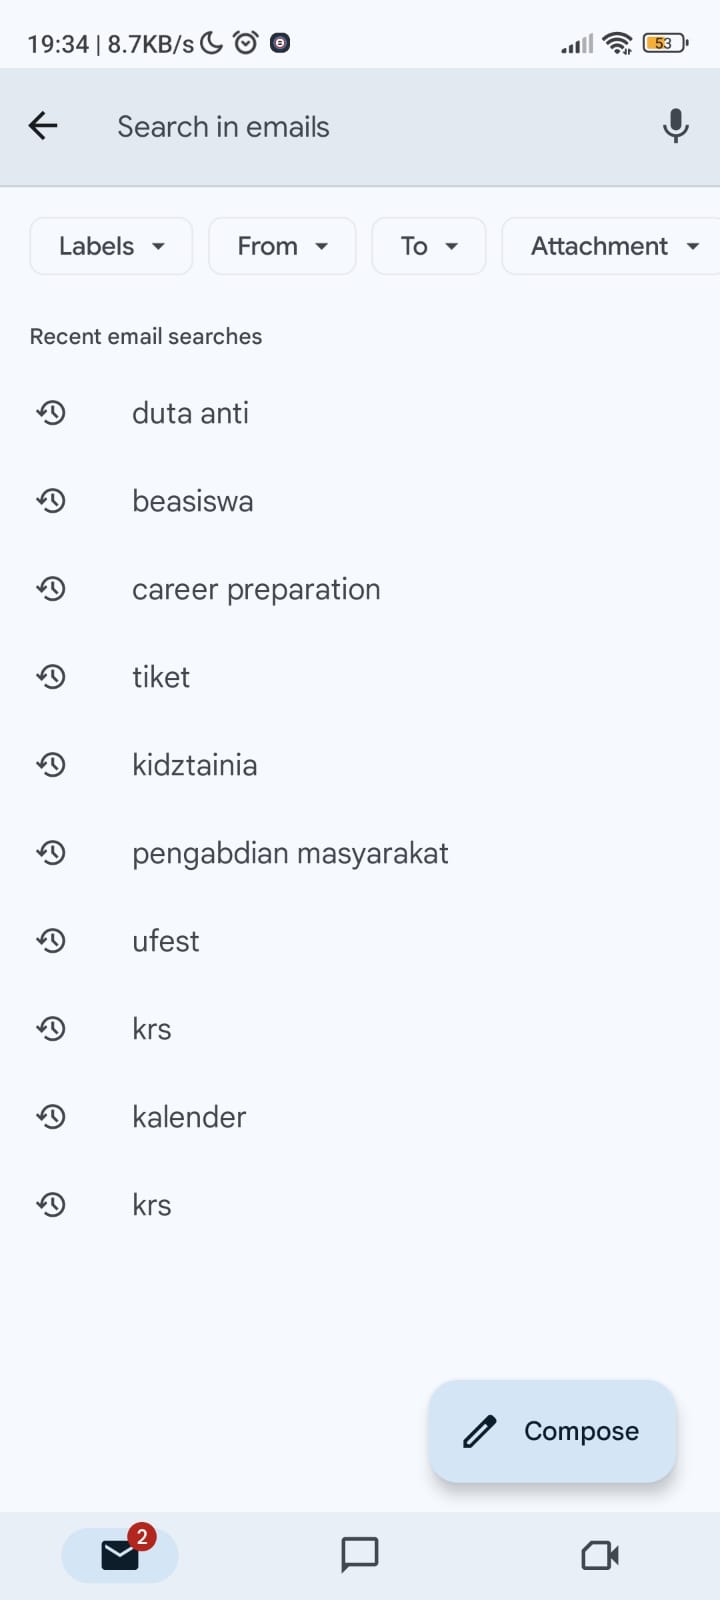 19:34 | 8.7KB/s 53
Search in emails
Labels From To Attachment
Recent email searches
duta anti
beasiswa
career preparation
tiket
kidztainia
pengabdian masyarakat
ufest
krs
kalender
krs
Compose
2